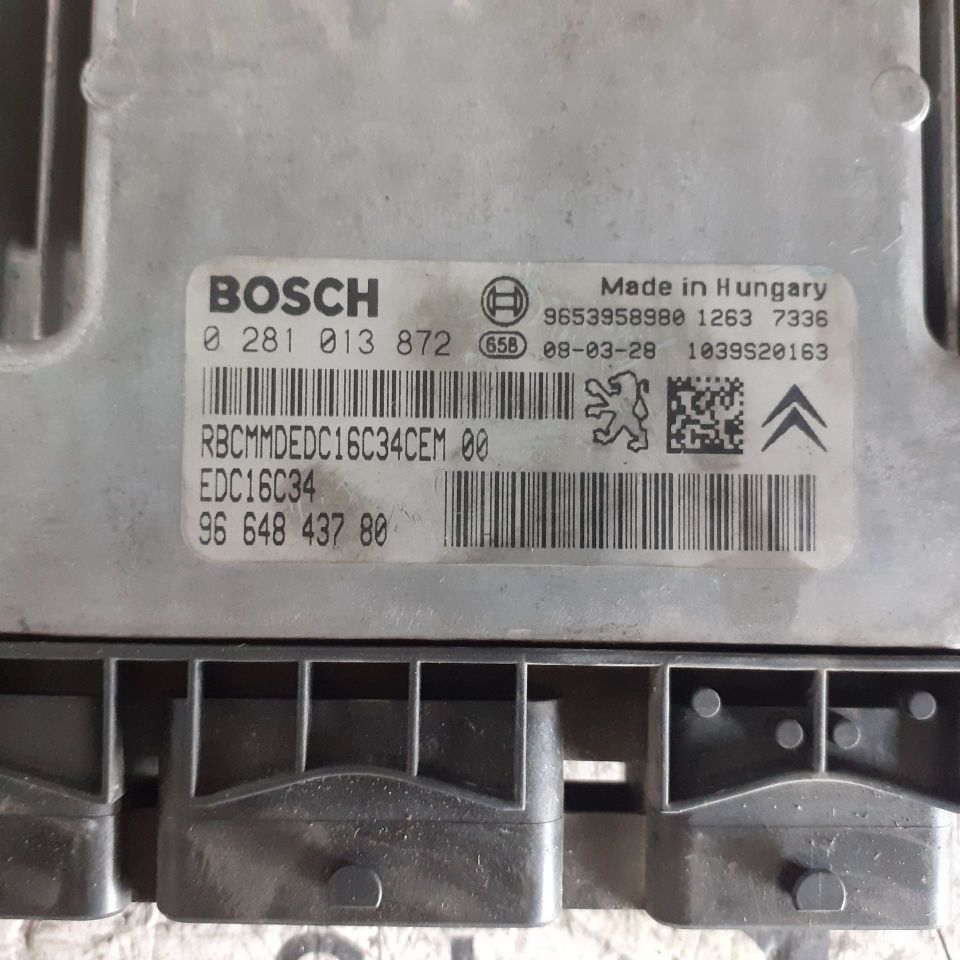 BOSCH
Made in Hungary
9653958980 1263 7336
0 281 013 872
658 08-03-28 1039S20163
RBCMMDEDC16C34CEM 00
EDC16C34
96 648 437 80